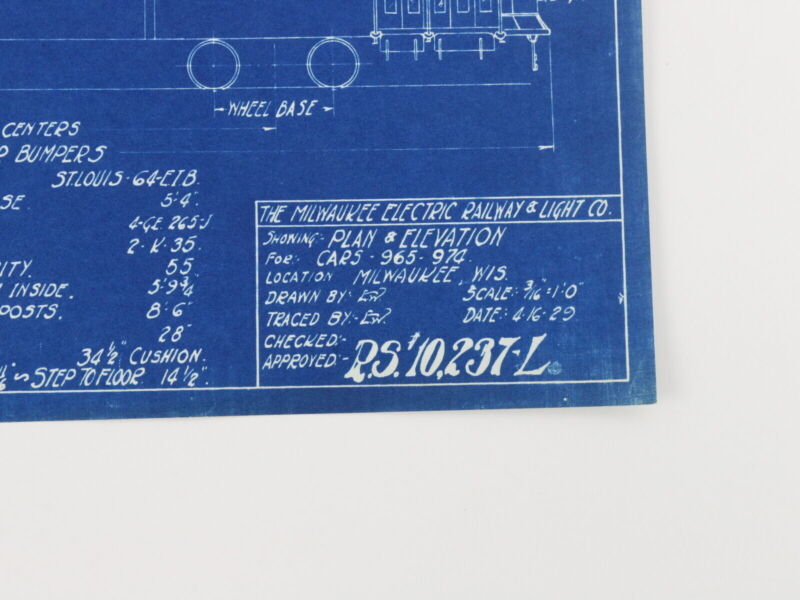 WHEEL BASE
CENTERS
BUMPERS
ST. LOUIS - 64-E.I.B.
SE. 5'-4"
4-GE 265-J
2-K-35.
ITY. 55
INSIDE. 5'-9¾"
POSTS. 8'-6"
28"
34½" CUSHION.
STEP TO FLOOR 14½".
THE MILWAUKEE ELECTRIC RAILWAY & LIGHT CO.
SHOWING:- PLAN & ELEVATION
FOR:- CARS - 965-974.
LOCATION MILWAUKEE, WIS.
DRAWN BY:- SCALE:- 3/16"=1'-0"
TRACED BY:- DATE:- 4-16-29.
CHECKED:-
APPROVED:- R.S.#10,237-L.